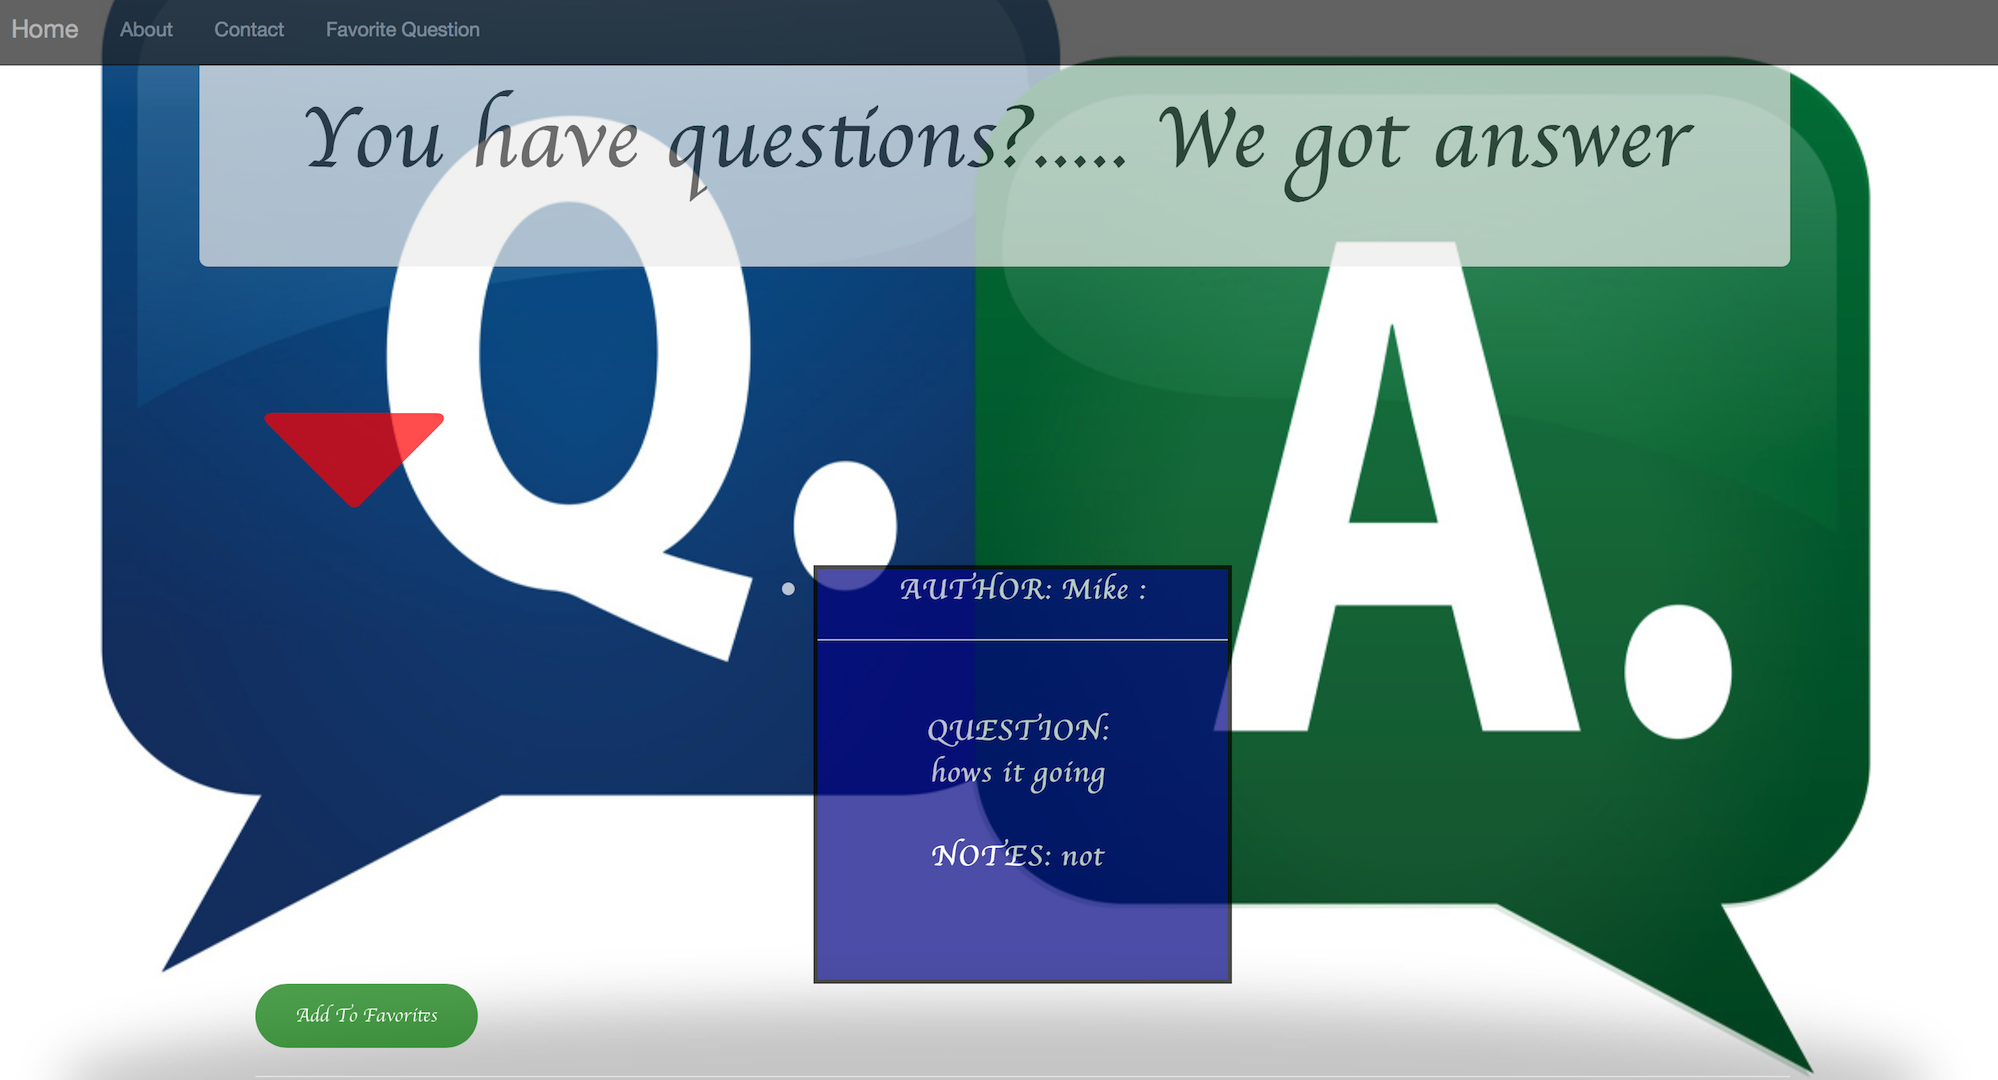 Home About Contact Favorite Question
You have questions?..... We got answer
Q.
A.
AUTHOR: Mike :
QUESTION:
hows it going
NOTES: not
Add To Favorites